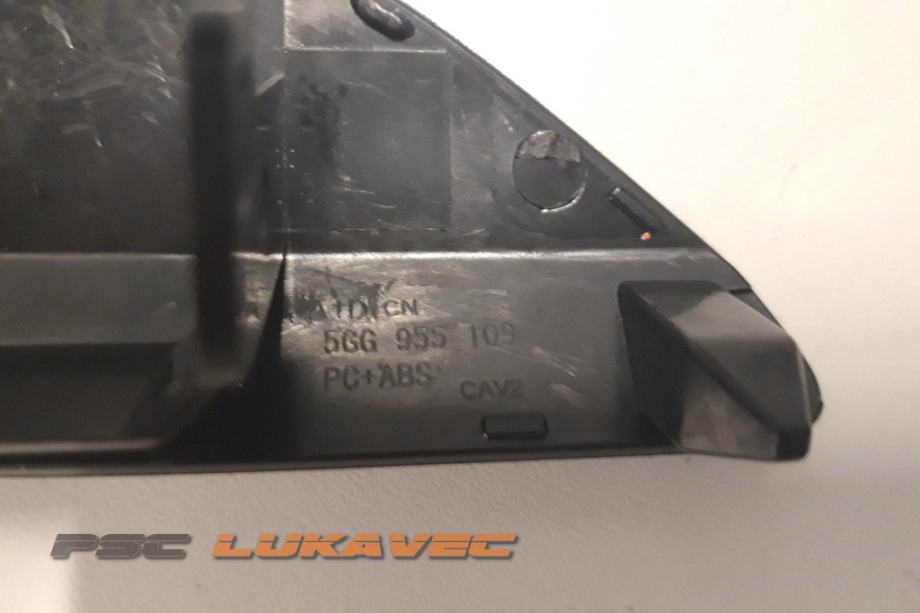 CN
5GG 955 109
PC+ABS
CAV2
PSC LUKAVEC